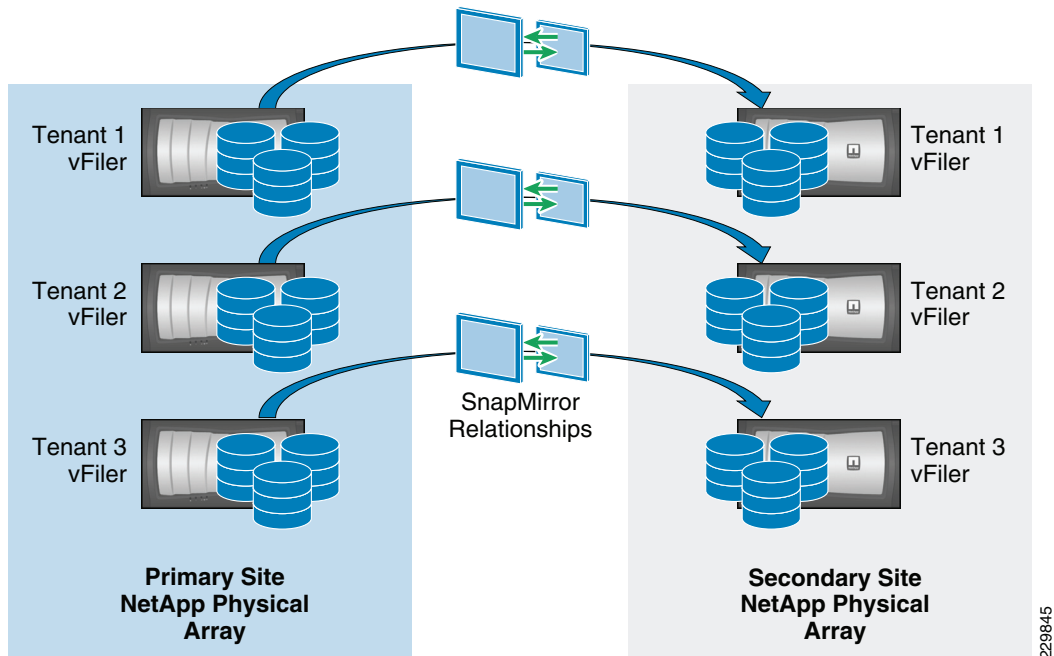 Tenant 1
vFiler
Tenant 1
vFiler
Tenant 2
vFiler
Tenant 2
vFiler
Tenant 3
vFiler
SnapMirror
Relationships
Tenant 3
vFiler
Primary Site
NetApp Physical
Array
Secondary Site
NetApp Physical
Array
229845